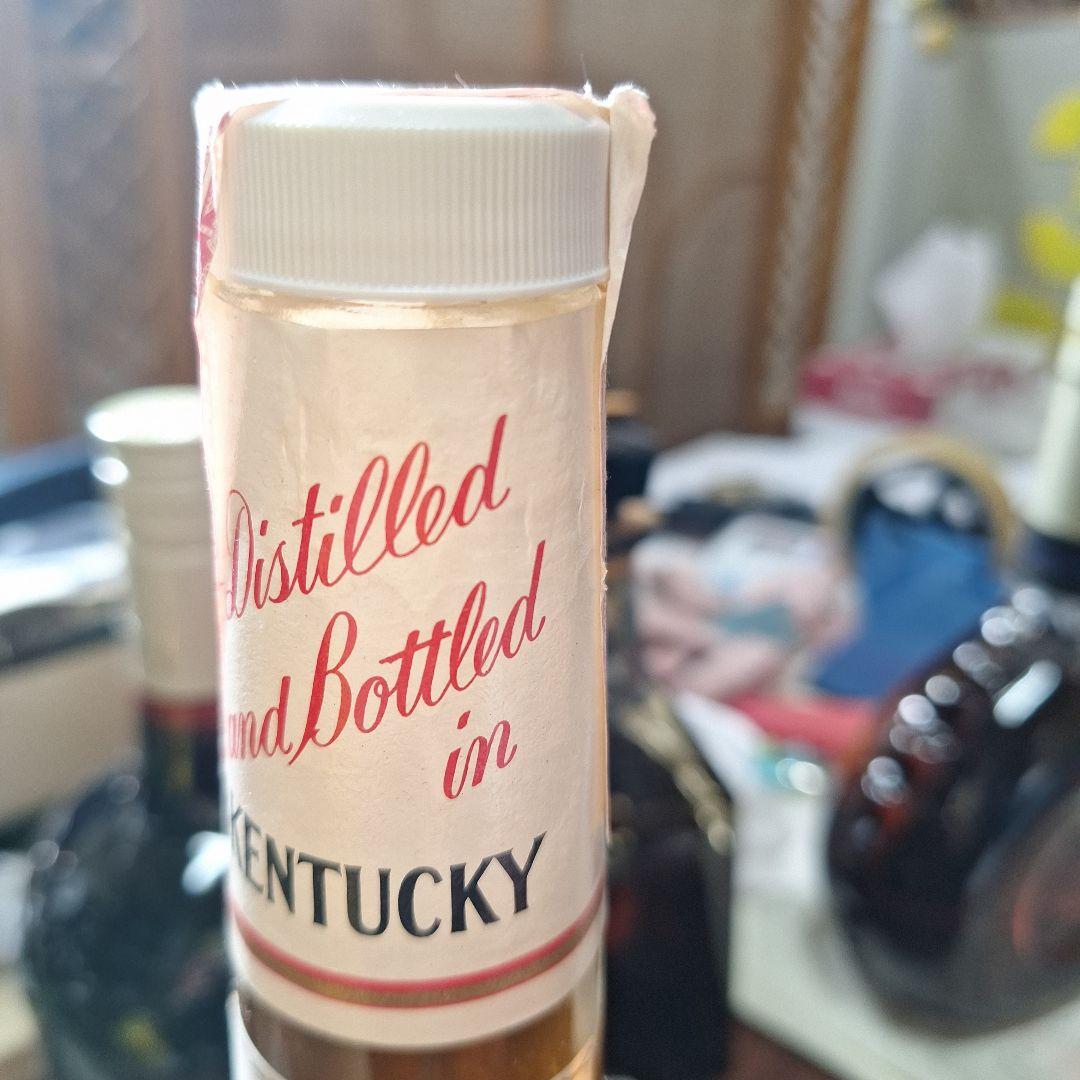 Distilled
and Bottled
in
KENTUCKY